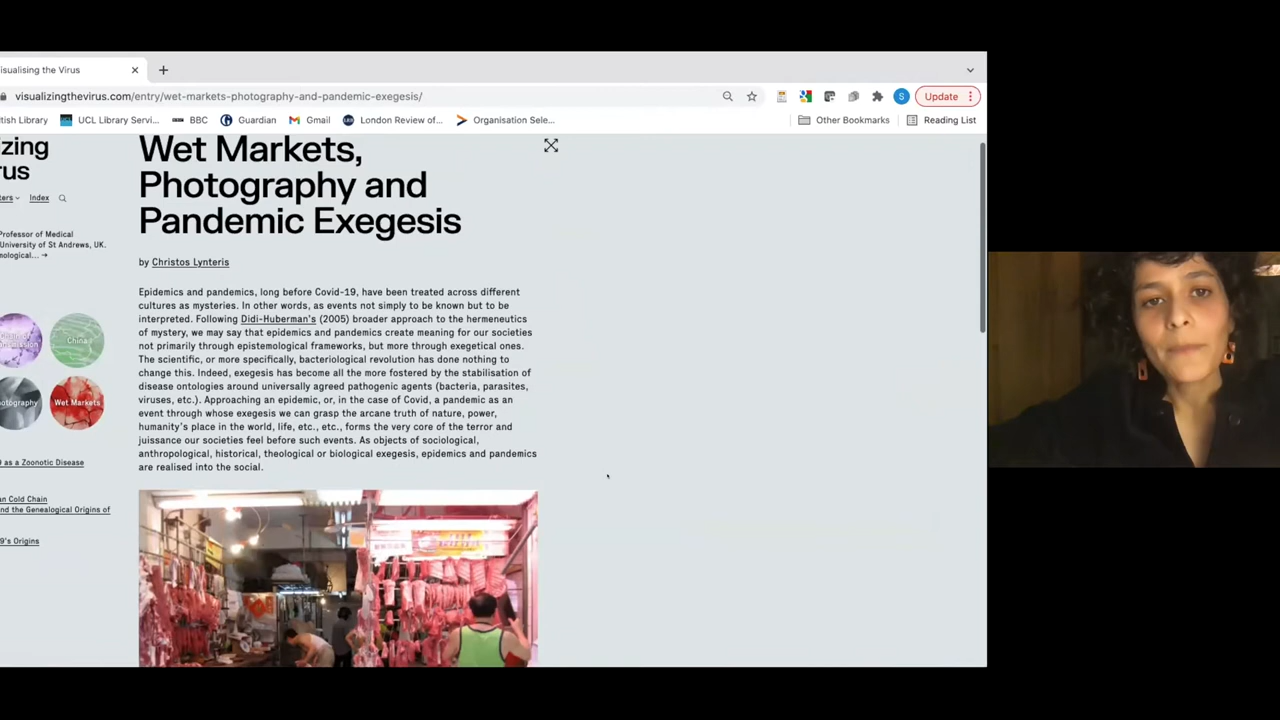 isualising the Virus
visualizingthevirus.com/entry/wet-markets-photography-and-pandemic-exegesis/
Update
itish Library
UCL Library Servi...
BBC
Guardian
Gmail
London Review of...
Organisation Sele...
Other Bookmarks
Reading List
izing
rus
ters
Index
Professor of Medical
University of St Andrews, UK.
mological... →
China
otography
Wet Markets
9 as a Zoonotic Disease
an Cold Chain
and the Genealogical Origins of
9's Origins
Wet Markets,
Photography and
Pandemic Exegesis
by Christos Lynteris
Epidemics and pandemics, long before Covid-19, have been treated across different
cultures as mysteries. In other words, as events not simply to be known but to be
interpreted. Following Didi-Huberman's (2005) broader approach to the hermeneutics
of mystery, we may say that epidemics and pandemics create meaning for our societies
not primarily through epistemological frameworks, but more through exegetical ones.
The scientific, or more specifically, bacteriological revolution has done nothing to
change this. Indeed, exegesis has become all the more fostered by the stabilisation of
disease ontologies around universally agreed pathogenic agents (bacteria, parasites,
viruses, etc.). Approaching an epidemic, or, in the case of Covid, a pandemic as an
event through whose exegesis we can grasp the arcane truth of nature, power,
humanity's place in the world, life, etc., etc., forms the very core of the terror and
juissance our societies feel before such events. As objects of sociological,
anthropological, historical, theological or biological exegesis, epidemics and pandemics
are realised into the social.